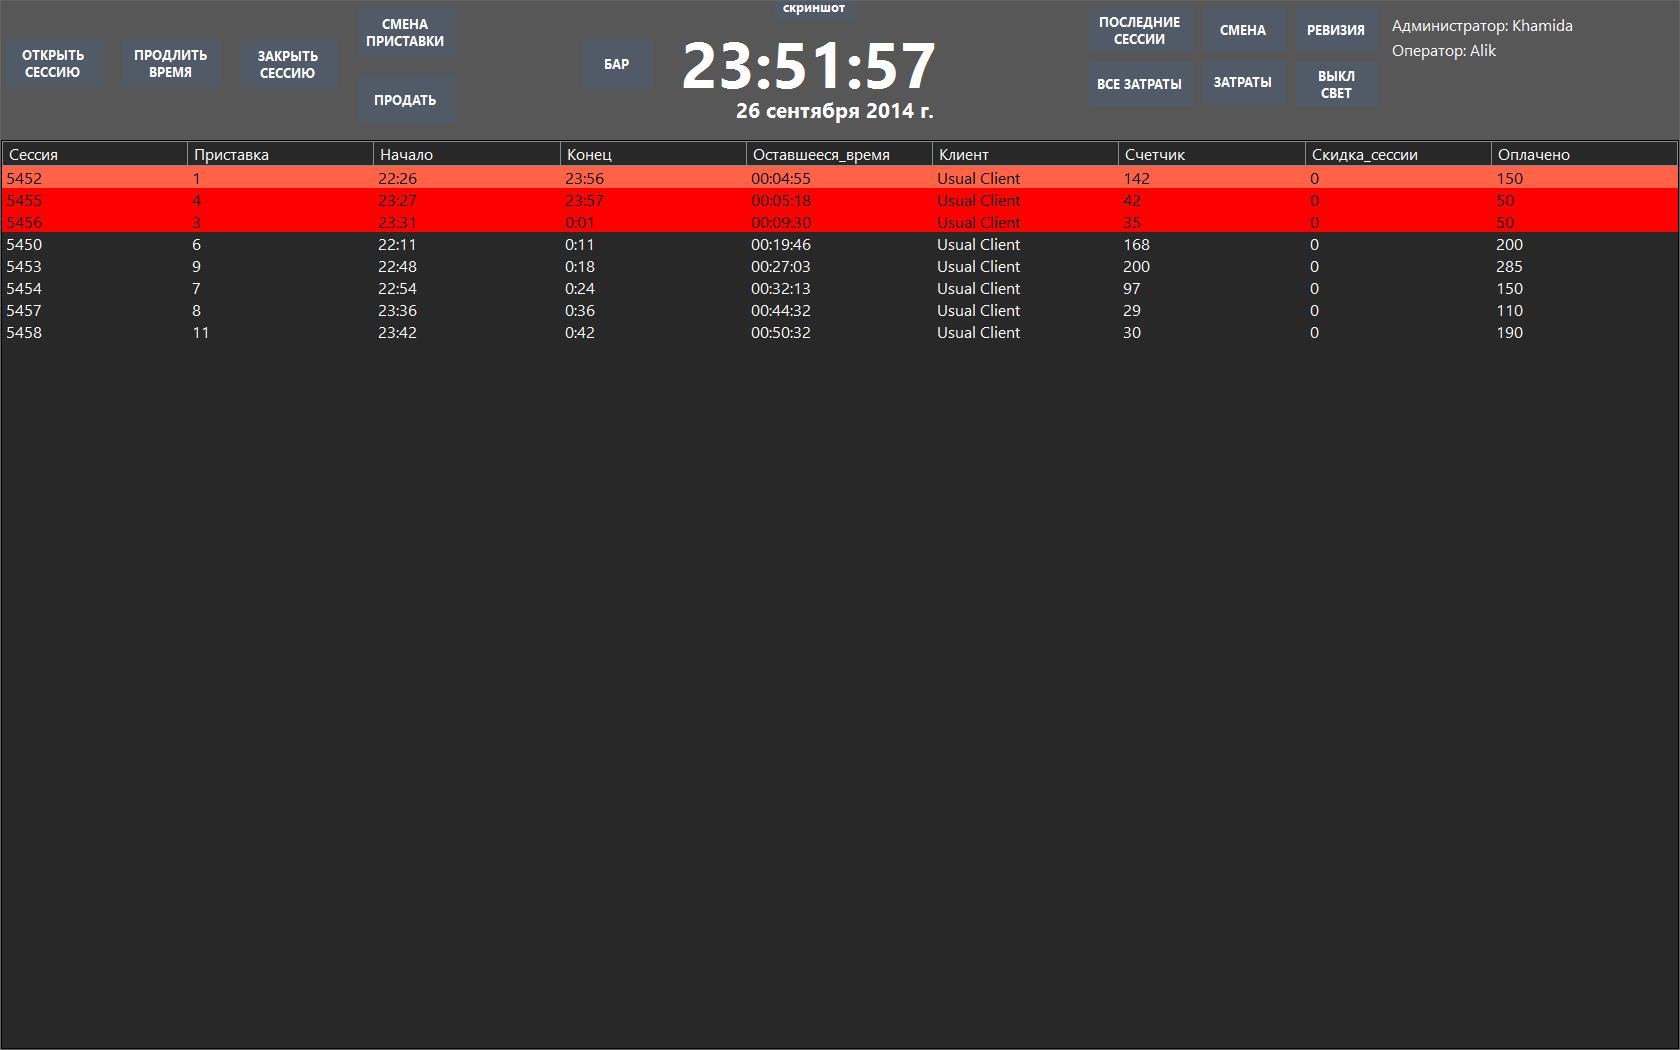 скриншот
ОТКРЫТЬ
СЕССИЮ
ПРОДЛИТЬ
ВРЕМЯ
ЗАКРЫТЬ
СЕССИЮ
СМЕНА
ПРИСТАВКИ
ПРОДАТЬ
БАР
23:51:57
26 сентября 2014 г.
ПОСЛЕДНИЕ
СЕССИИ
СМЕНА
РЕВИЗИЯ
ВСЕ ЗАТРАТЫ
ЗАТРАТЫ
ВЫКЛ
СВЕТ
Администратор: Khamida
Оператор: Alik
Сессия Приставка Начало Конец Оставшееся_время Клиент Счетчик Скидка_сессии Оплачено
5452 1 22:26 23:56 00:04:55 Usual Client 142 0 150
5455 4 23:27 23:57 00:05:18 Usual Client 42 0 50
5456 3 23:31 0:01 00:09:30 Usual Client 35 0 50
5450 6 22:11 0:11 00:19:46 Usual Client 168 0 200
5453 9 22:48 0:18 00:27:03 Usual Client 200 0 285
5454 7 22:54 0:24 00:32:13 Usual Client 97 0 150
5457 8 23:36 0:36 00:44:32 Usual Client 29 0 110
5458 11 23:42 0:42 00:50:32 Usual Client 30 0 190